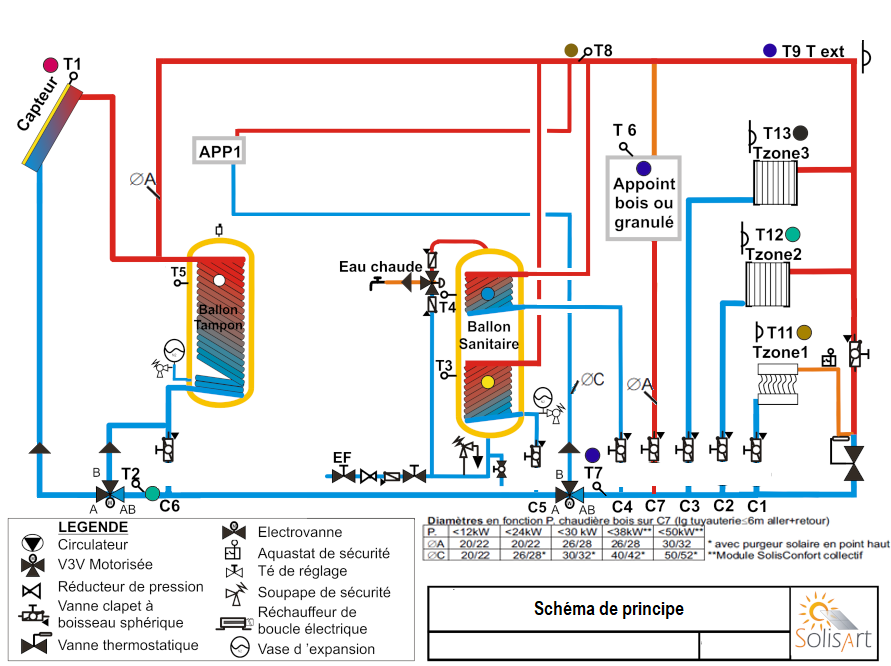 T1
T8
T9 T ext
Capteur
T13
Tzone3
APP1
T 6
Appoint
bois ou
granulé
ØA
T12
Tzone2
T5
Eau chaude
Ballon
Tampon
T4
Ballon
Sanitaire
T11
Tzone1
T3
ØC
ØA
EF
B
T2
B
T7
A
AB
C6
C5
A
AB
C4
C7
C3
C2
C1
LEGENDE
Circulateur
V3V Motorisée
Réducteur de pression
Vanne clapet à
boisseau sphérique
Vanne thermostatique
Electrovanne
Aquastat de sécurité
Té de réglage
Soupape de sécurité
Réchauffeur de
boucle électrique
Vase d 'expansion
Diamètres en fonction P. chaudière bois sur C7 (lg tuyauterie≤6m aller+retour)
P. <12kW <24kW <30 kW <38kW** <50kW**
ØA 20/22 20/22 26/28 26/28 30/32 * avec purgeur solaire en point haut
ØC 20/22 26/28* 30/32* 40/42* 50/52* **Module SolisConfort collectif
Schéma de principe
SOLISART